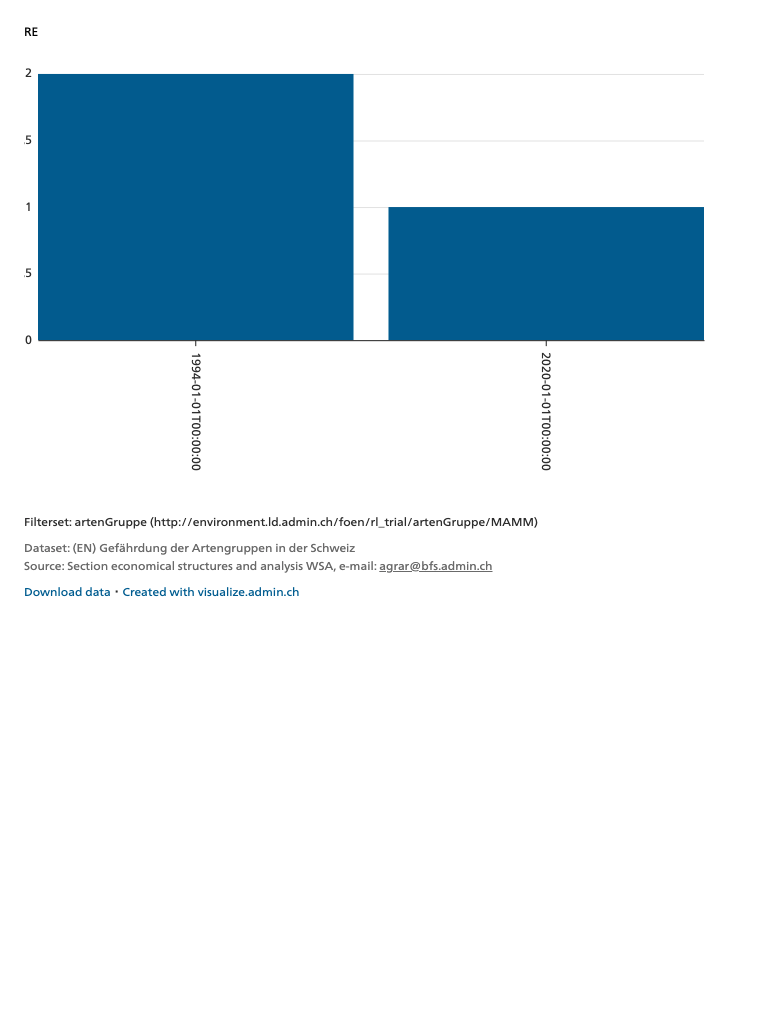 RE
2
.5
1
.5
0
1994-01-01T00:00:00
2020-01-01T00:00:00
Filterset: artenGruppe (http://environment.ld.admin.ch/foen/rl_trial/artenGruppe/MAMM)
Dataset: (EN) Gefährdung der Artengruppen in der Schweiz
Source: Section economical structures and analysis WSA, e-mail: agrar@bfs.admin.ch
Download data · Created with visualize.admin.ch